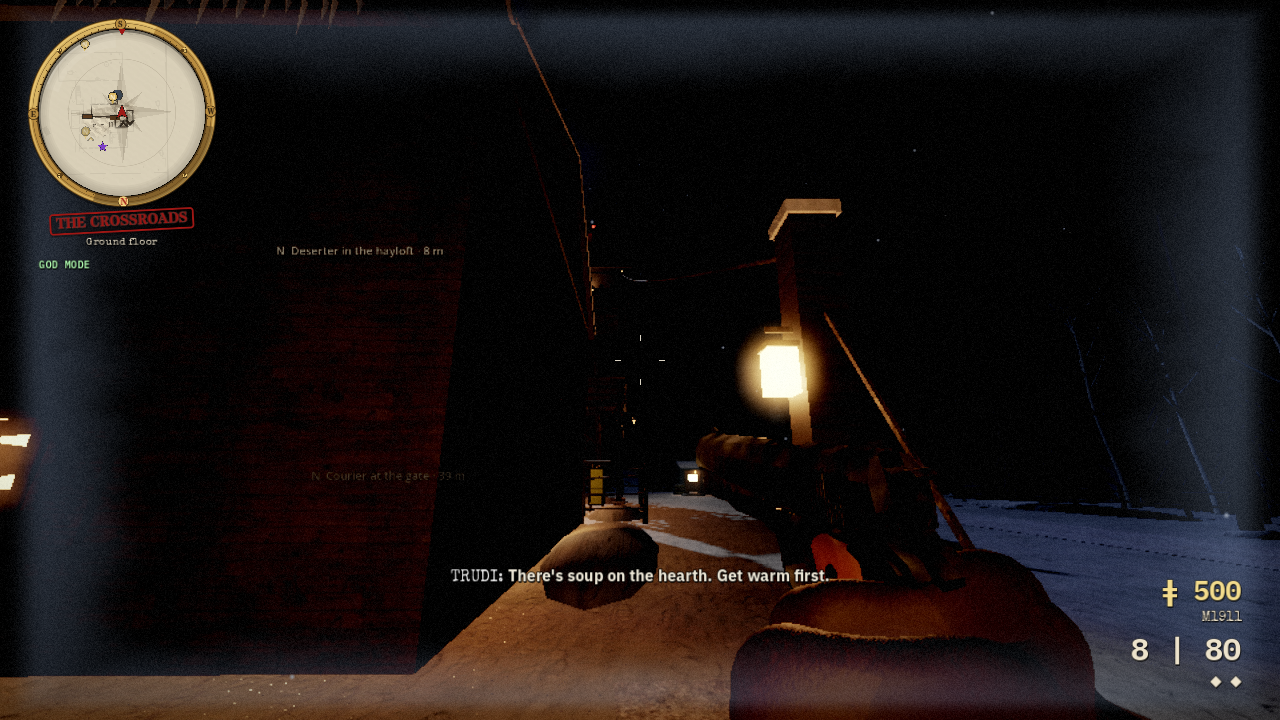 S
E
W
N
THE CROSSROADS
Ground floor
GOD MODE
N Deserter in the hayloft · 8 m
N Courier at the gate · 39 m
TRUDI: There's soup on the hearth. Get warm first.
500
M1911
8 | 80